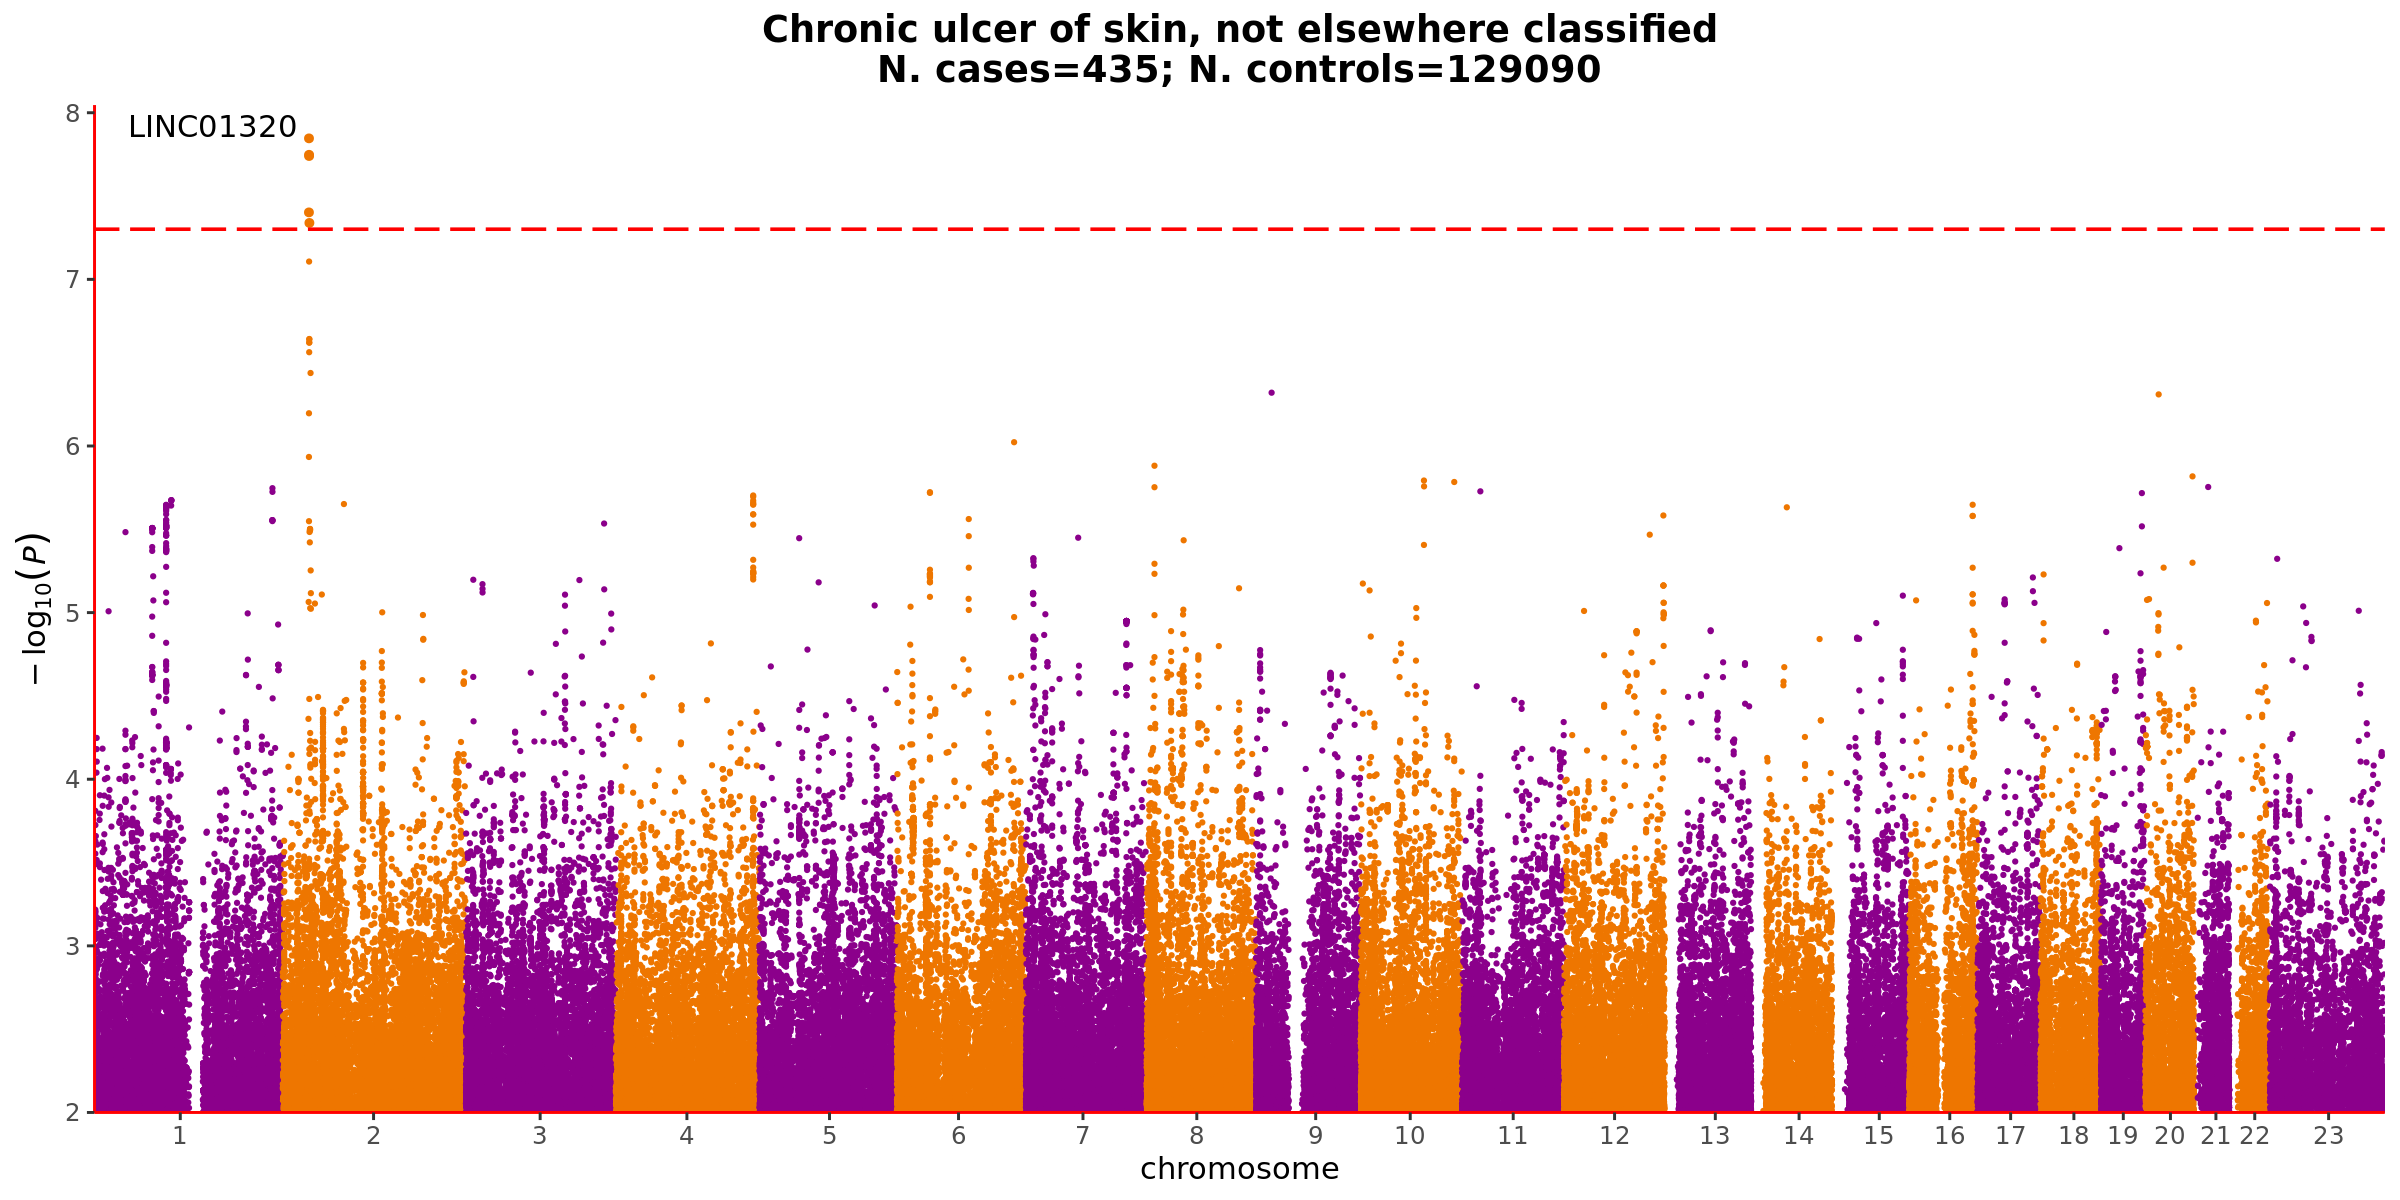 Chronic ulcer of skin, not elsewhere classified
N. cases=435; N. controls=129090
LINC01320
8
7
6
5
4
3
2
−log10(P)
1 2 3 4 5 6 7 8 9 10 11 12 13 14 15 16 17 18 19 20 21 22 23
chromosome